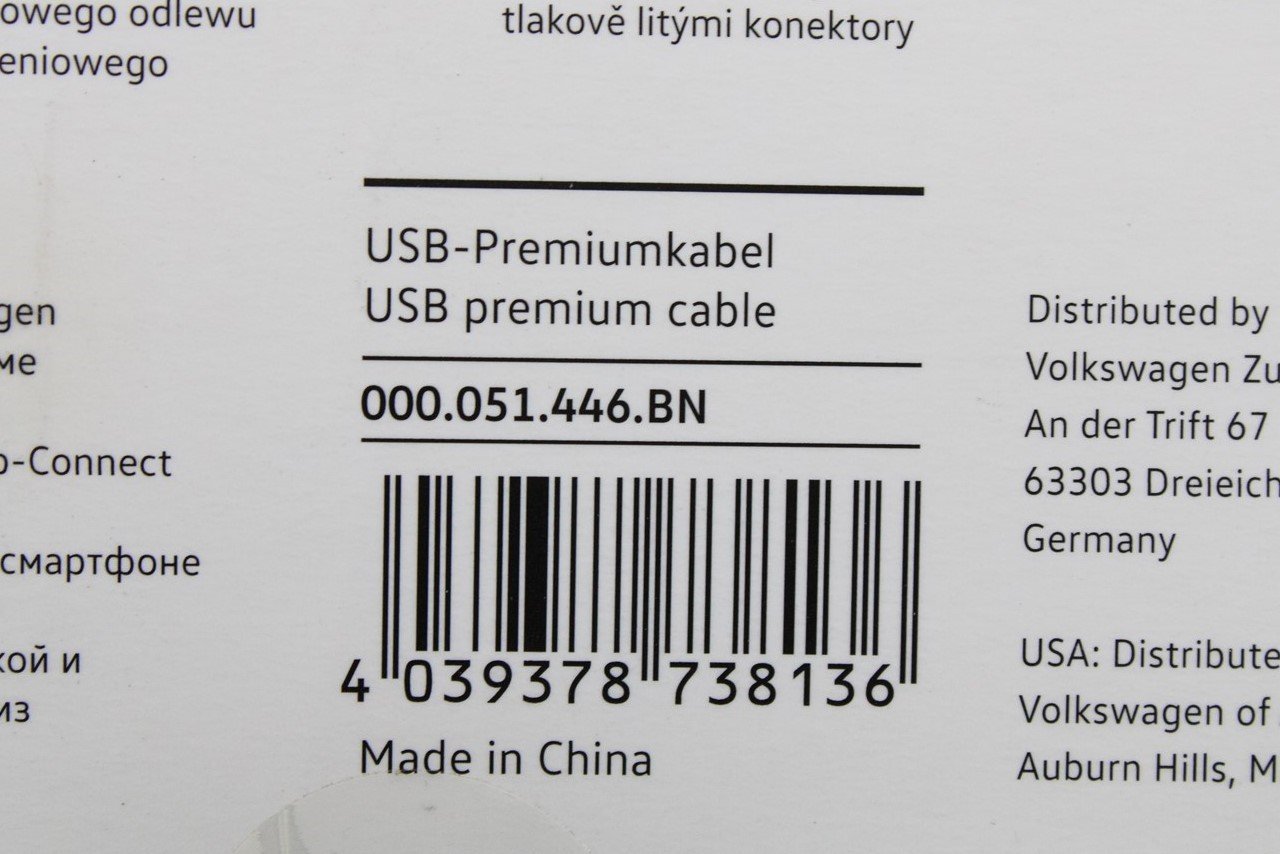 owego odlewu
eniowego
tlakově litými konektory
gen
ме
-Connect
смартфоне
кой и
из
USB-Premiumkabel
USB premium cable
000.051.446.BN
4 039378 738136
Made in China
Distributed by
Volkswagen Zu
An der Trift 67
63303 Dreieich
Germany
USA: Distribute
Volkswagen of
Auburn Hills, M